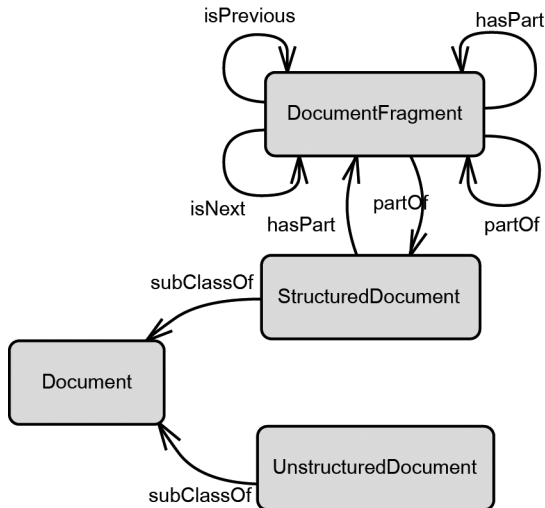 isPrevious
hasPart
DocumentFragment
isNext
hasPart
partOf
partOf
subClassOf
StructuredDocument
Document
UnstructuredDocument
subClassOf